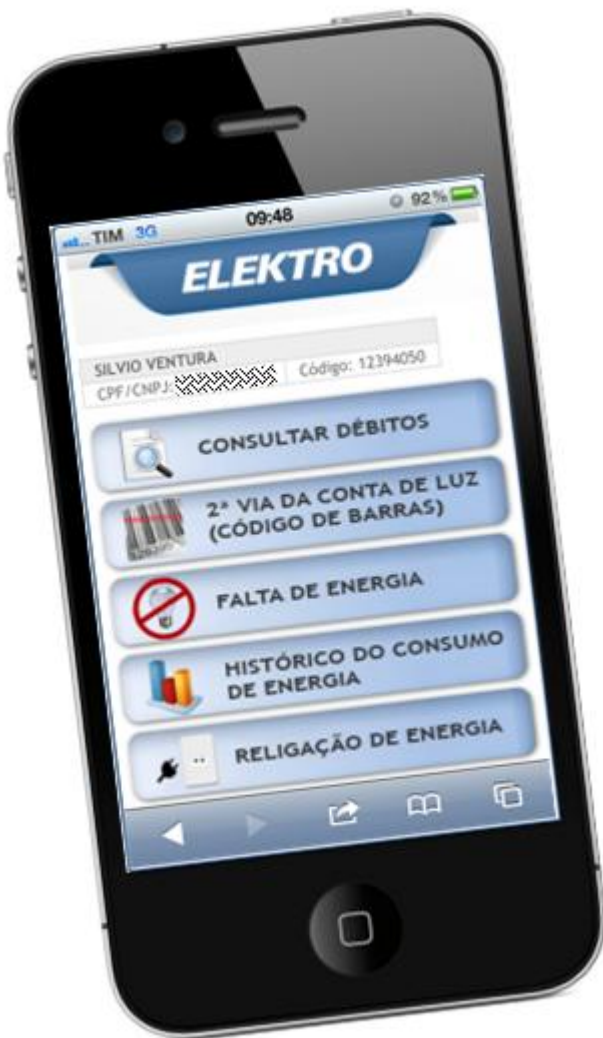 TIM 3G 09:48 92%
ELEKTRO
SILVIO VENTURA
CPF/CNPJ: Código: 12394050
CONSULTAR DÉBITOS
2ª VIA DA CONTA DE LUZ
(CÓDIGO DE BARRAS)
FALTA DE ENERGIA
HISTÓRICO DO CONSUMO
DE ENERGIA
RELIGAÇÃO DE ENERGIA